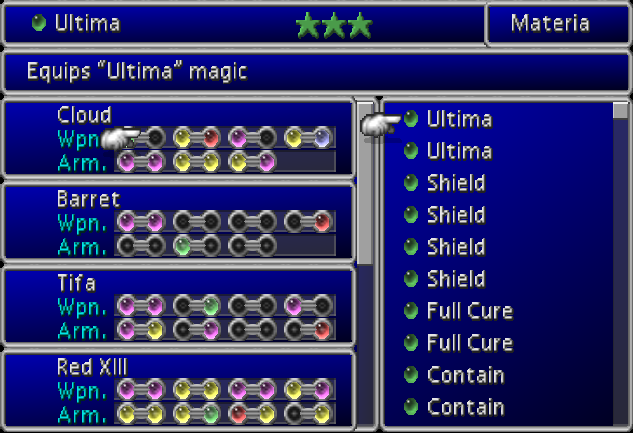 Ultima
Materia
Equips “Ultima” magic
Cloud
Wpn.
Arm.
Barret
Wpn.
Arm.
Tifa
Wpn.
Arm.
Red XIII
Wpn.
Arm.
Ultima
Ultima
Shield
Shield
Shield
Shield
Full Cure
Full Cure
Contain
Contain